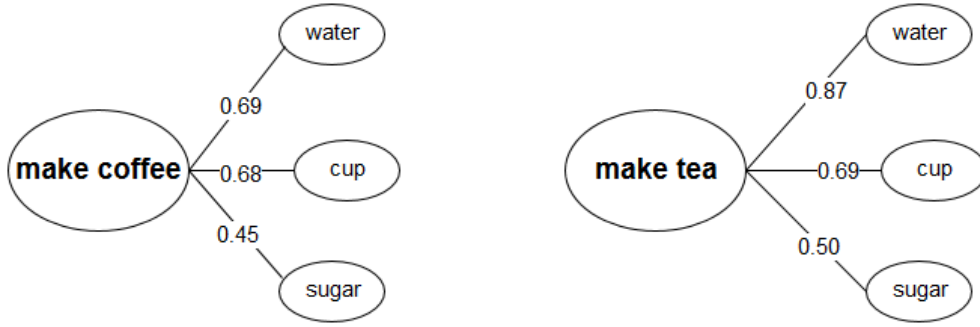 water
0.69
make coffee
0.68
cup
0.45
sugar
water
0.87
make tea
0.69
cup
0.50
sugar